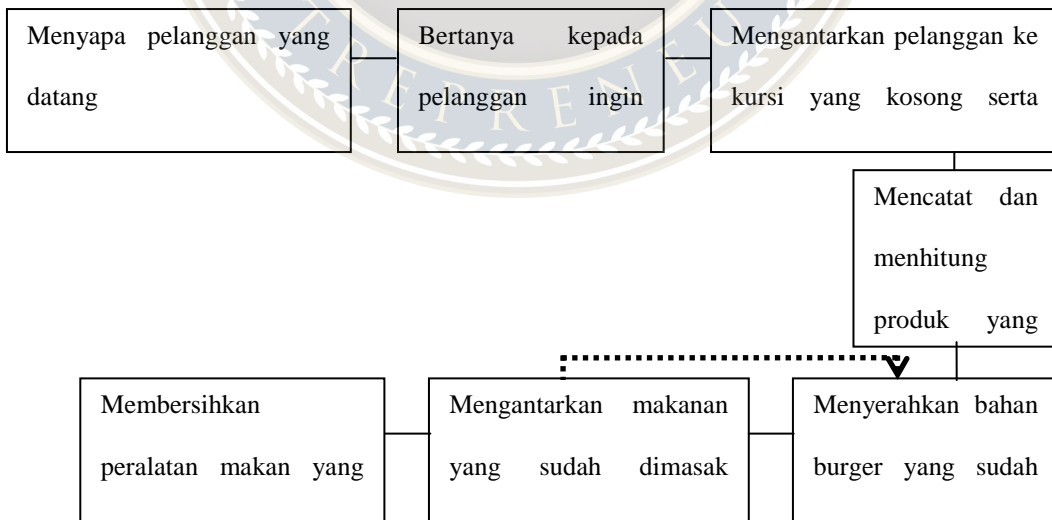 Menyapa pelanggan yang
datang
Bertanya kepada
pelanggan ingin
Mengantarkan pelanggan ke
kursi yang kosong serta
Mencatat dan
menhitung
produk yang
Menyerahkan bahan
burger yang sudah
Mengantarkan makanan
yang sudah dimasak
Membersihkan
peralatan makan yang
TREPRENEU